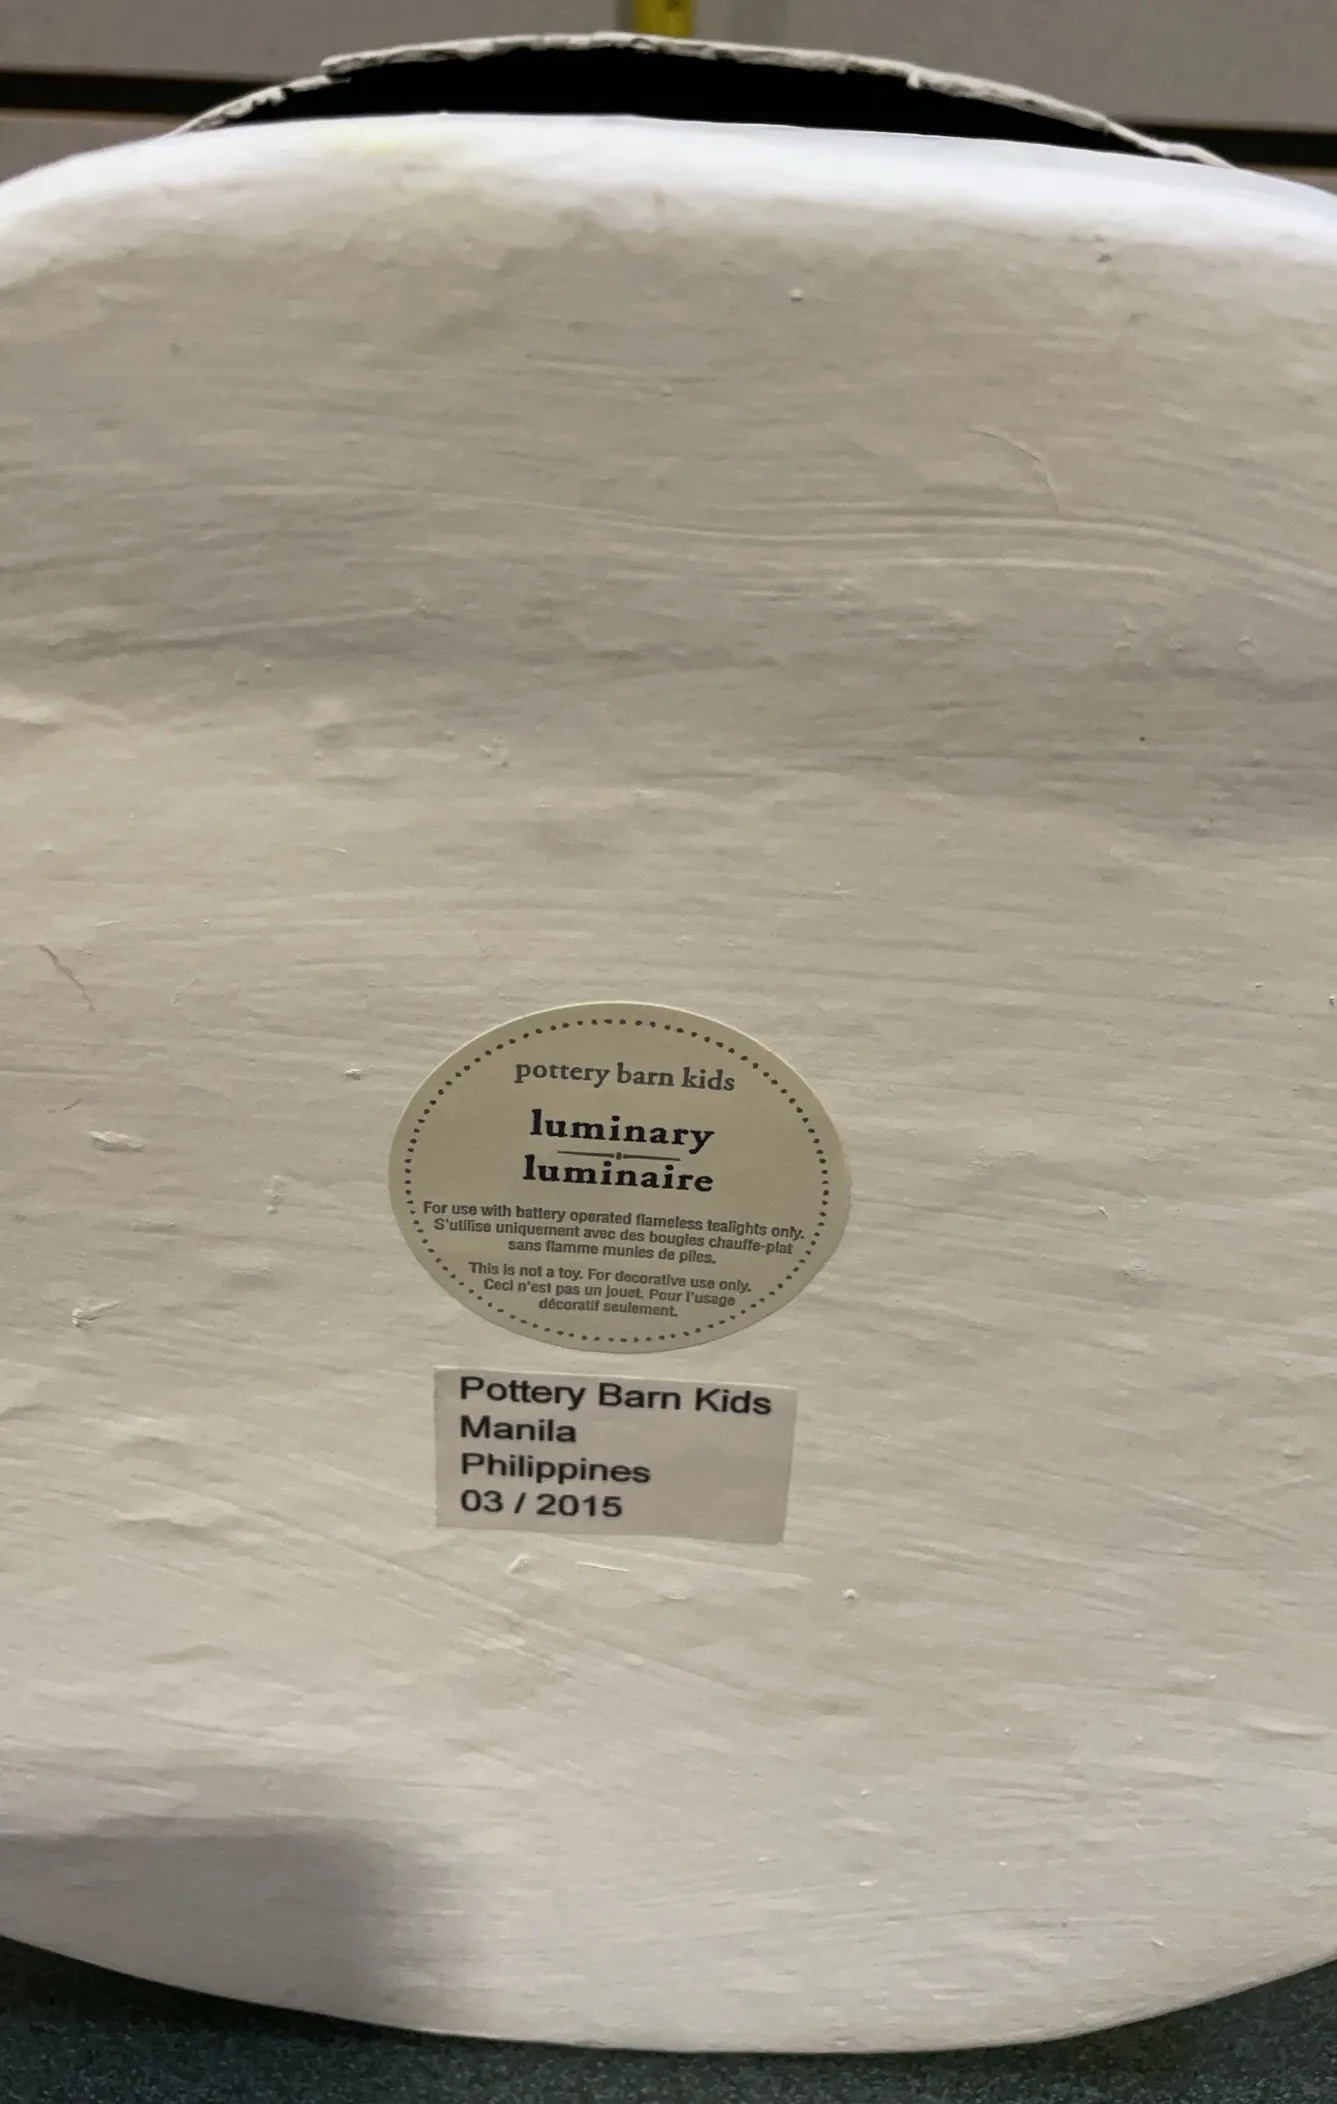 pottery barn kids
luminary
luminaire
For use with battery operated flameless tealights only.
S'utilise uniquement avec des bougies chauffe-plat
sans flamme munies de piles.
This is not a toy. For decorative use only.
Ceci n'est pas un jouet. Pour l'usage
décoratif seulement.
Pottery Barn Kids
Manila
Philippines
03 / 2015